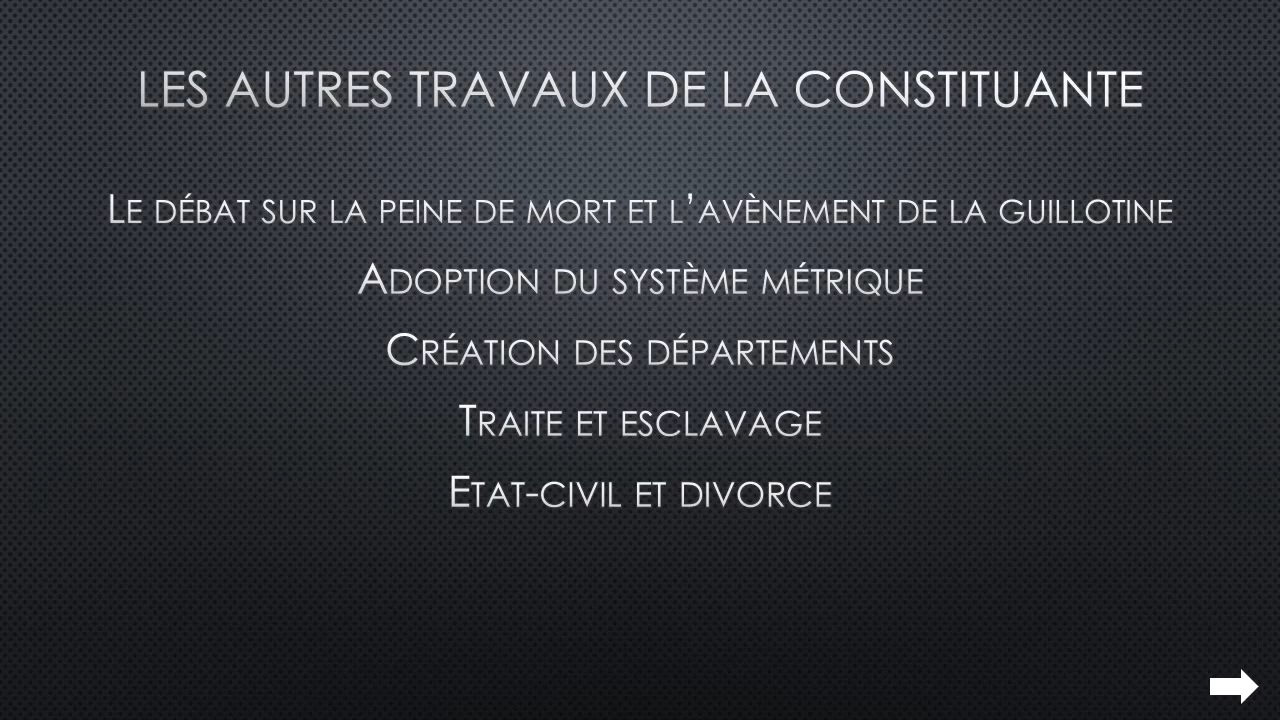 LES AUTRES TRAVAUX DE LA CONSTITUANTE
Le débat sur la peine de mort et l’avènement de la guillotine
Adoption du système métrique
Création des départements
Traite et esclavage
Etat-civil et divorce